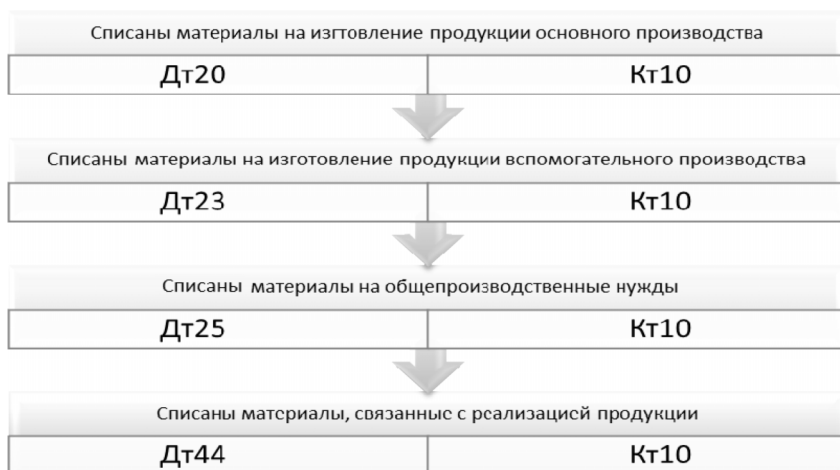 Списаны материалы на изгтовление продукции основного производства
Дт20 Кт10
Списаны материалы на изготовление продукции вспомогательного производства
Дт23 Кт10
Списаны материалы на общепроизводственные нужды
Дт25 Кт10
Списаны материалы, связанные с реализацией продукции
Дт44 Кт10